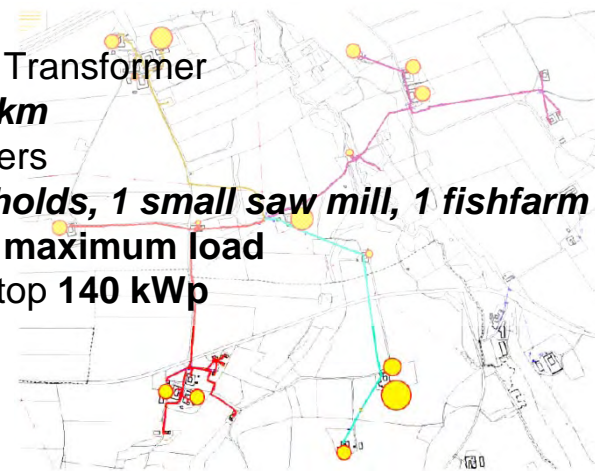 Transformer
km
ers
holds, 1 small saw mill, 1 fishfarm
maximum load
top 140 kWp